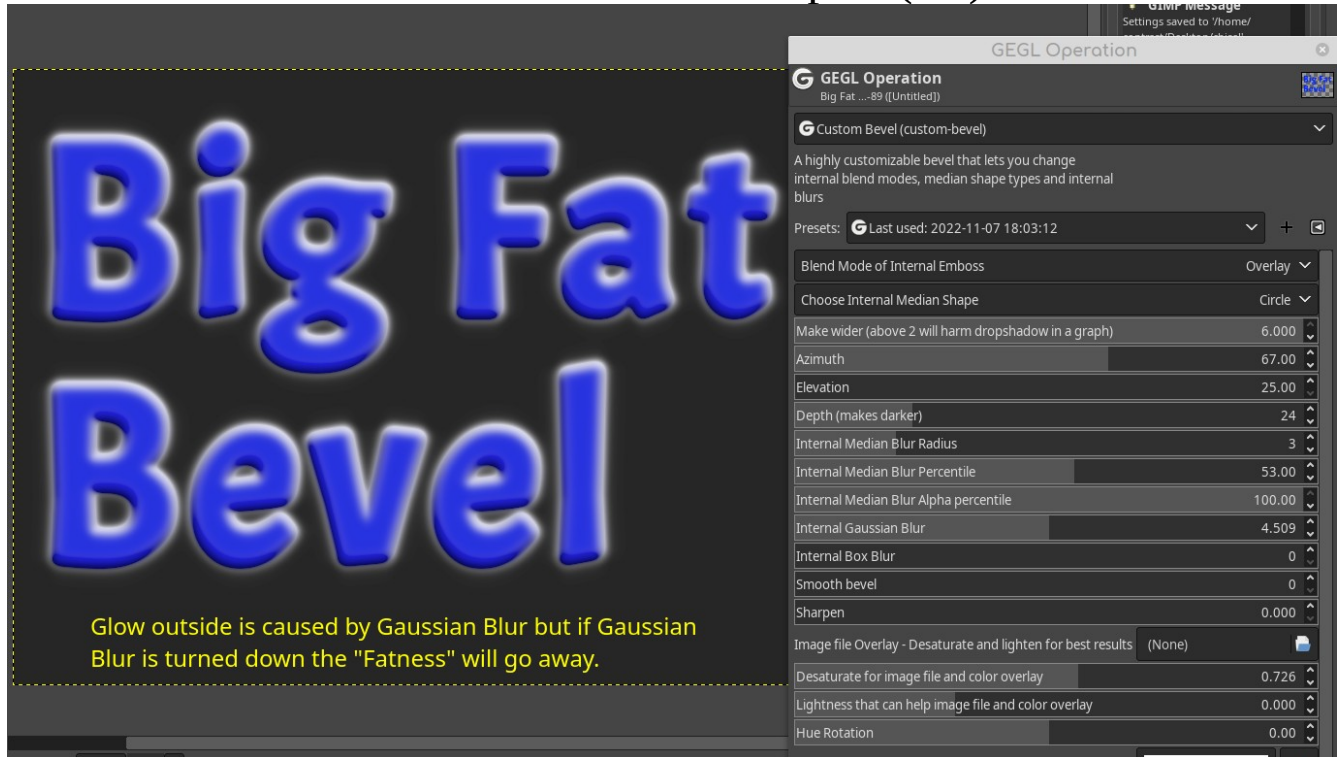 GIMP Message
Settings saved to '/home/
GEGL Operation
GEGL Operation
Big Fat ...-89 ([Untitled])
Custom Bevel (custom-bevel)
A highly customizable bevel that lets you change
internal blend modes, median shape types and internal
blurs
Presets: Last used: 2022-11-07 18:03:12
Blend Mode of Internal Emboss Overlay
Choose Internal Median Shape Circle
Make wider (above 2 will harm dropshadow in a graph) 6.000
Azimuth 67.00
Elevation 25.00
Depth (makes darker) 24
Internal Median Blur Radius 3
Internal Median Blur Percentile 53.00
Internal Median Blur Alpha percentile 100.00
Internal Gaussian Blur 4.509
Internal Box Blur 0
Smooth bevel 0
Sharpen 0.000
Image file Overlay - Desaturate and lighten for best results (None)
Desaturate for image file and color overlay 0.726
Lightness that can help image file and color overlay 0.000
Hue Rotation 0.00
Big Fat
Bevel
Glow outside is caused by Gaussian Blur but if Gaussian
Blur is turned down the "Fatness" will go away.